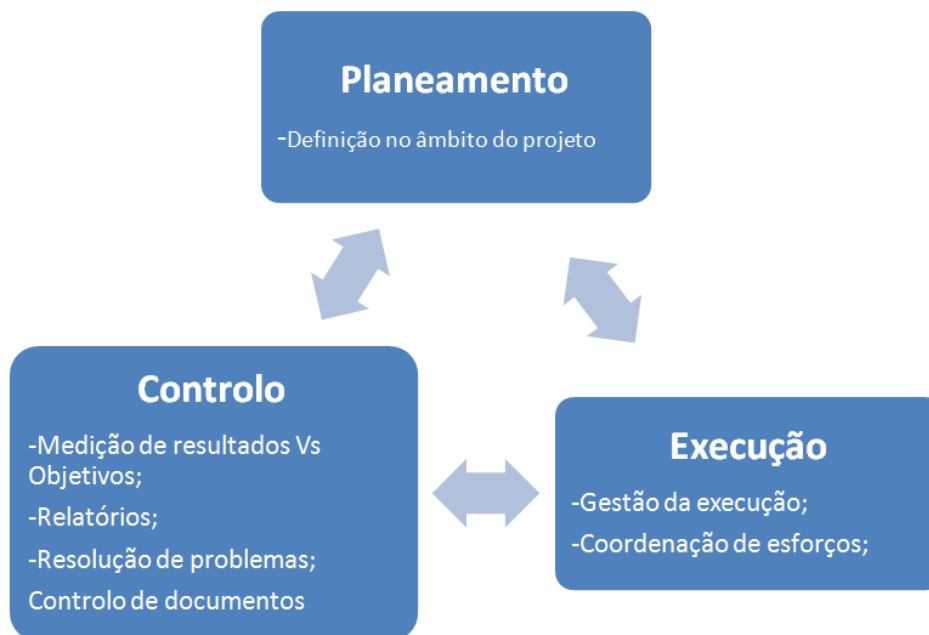 Planeamento
-Definição no âmbito do projeto
Controlo
-Medição de resultados Vs
Objetivos;
-Relatórios;
-Resolução de problemas;
Controlo de documentos
Execução
-Gestão da execução;
-Coordenação de esforços;